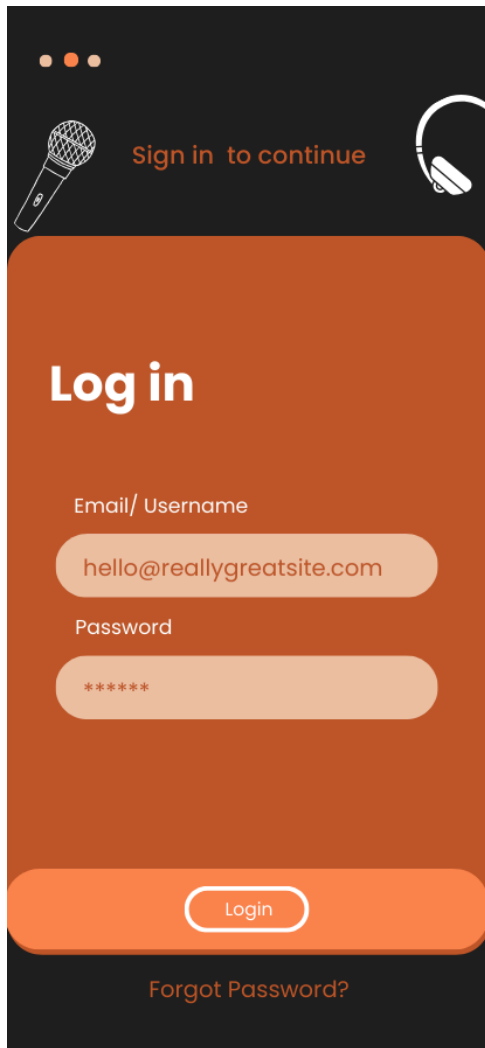 Sign in  to continue
Log in
Email/ Username
hello@reallygreatsite.com
Password
******
Login
Forgot Password?